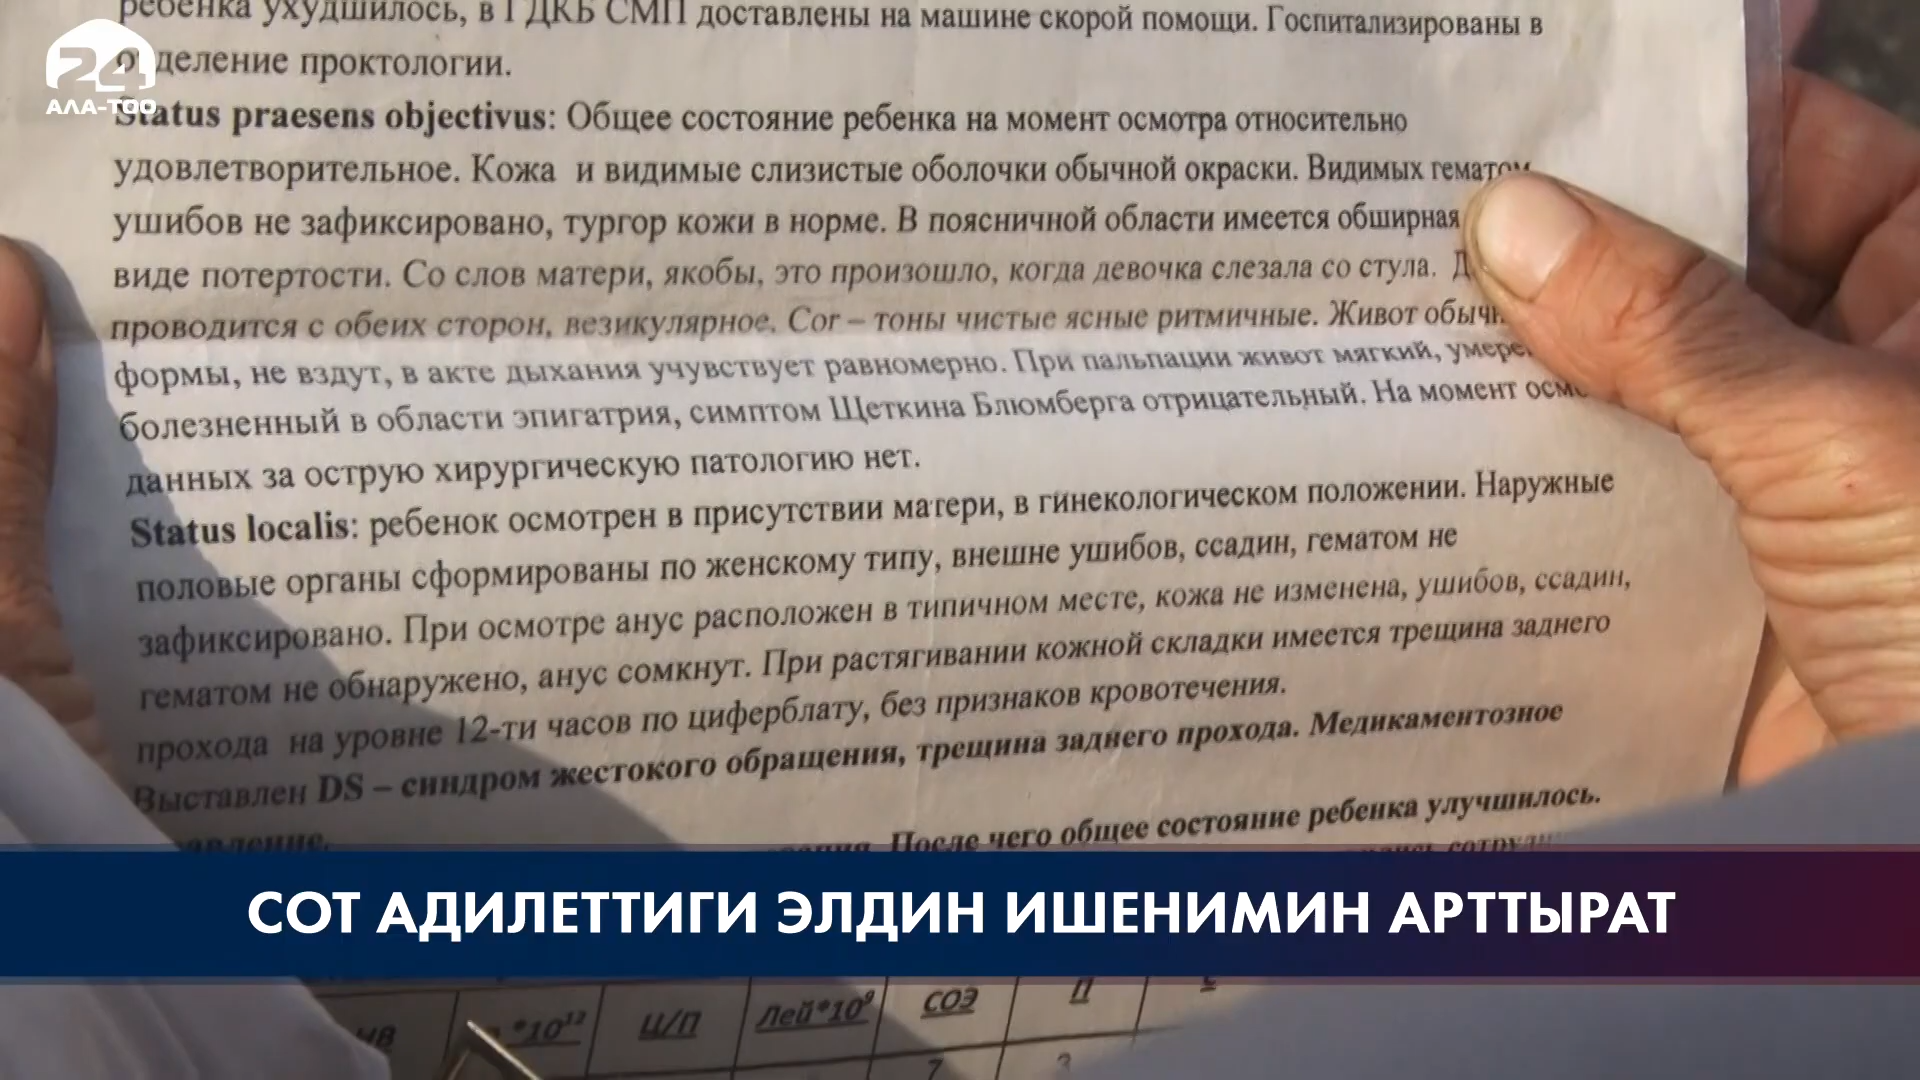 ребенка ухудшилось, в ГДКБ СМП доставлены на машине скорой помощи. Госпитализированы в
отделение проктологии.
24
АЛА-ТОО
Status praesens objectivus: Общее состояние ребенка на момент осмотра относительно
удовлетворительное. Кожа и видимые слизистые оболочки обычной окраски. Видимых гематом
ушибов не зафиксировано, тургор кожи в норме. В поясничной области имеется обширная
виде потертости. Со слов матери, якобы, это произошло, когда девочка слезала со стула.
проводится с обеих сторон, везикулярное. Cor – тоны чистые ясные ритмичные. Живот
формы, не вздут, в акте дыхания учувствует равномерно. При пальпации живот мягкий,
болезненный в области эпигатрия, симптом Щеткина Блюмберга отрицательный. На момент
данных за острую хирургическую патологию нет.
Status localis: ребенок осмотрен в присутствии матери, в гинекологическом положении. Наружные
половые органы сформированы по женскому типу, внешне ушибов, ссадин, гематом не
зафиксировано. При осмотре анус расположен в типичном месте, кожа не изменена, ушибов, ссадин,
гематом не обнаружено, анус сомкнут. При растягивании кожной складки имеется трещина заднего
прохода на уровне 12-ти часов по циферблату, без признаков кровотечения.
Выставлен DS – синдром жестокого обращения, трещина заднего прохода. Медикаментозное
После чего общее состояние ребенка улучшилось.
СОТ АДИЛЕТТИГИ ЭЛДИН ИШЕНИМИН АРТТЫРАТ
*10¹² Ц/П Лей*10⁹ СОЭ П
7 3